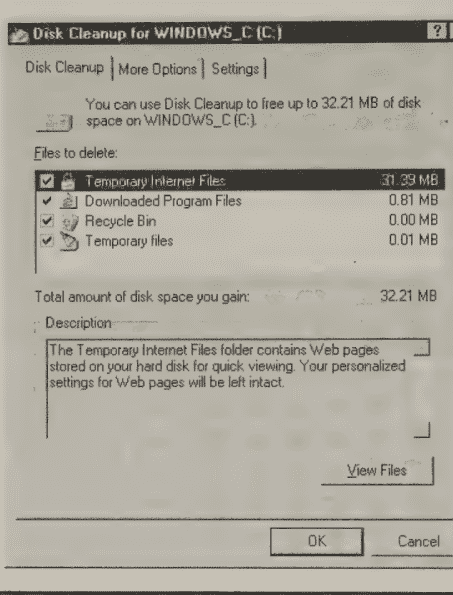 Disk Cleanup for WINDOWS_C (C:)
Disk Cleanup More Options Settings
You can use Disk Cleanup to free up to 32.21 MB of disk
space on WINDOWS_C (C:).
Files to delete:
Temporary Internet Files 31.39 MB
Downloaded Program Files 0.81 MB
Recycle Bin 0.00 MB
Temporary files 0.01 MB
Total amount of disk space you gain: 32.21 MB
Description
The Temporary Internet Files folder contains Web pages
stored on your hard disk for quick viewing. Your personalized
settings for Web pages will be left intact.
View Files
OK Cancel